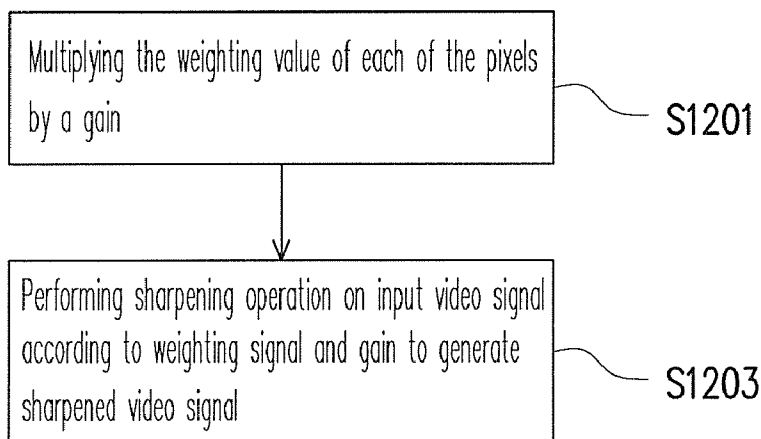 Multiplying the weighting value of each of the pixels
by a gain
S1201
Performing sharpening operation on input video signal
according to weighting signal and gain to generate
sharpened video signal
S1203